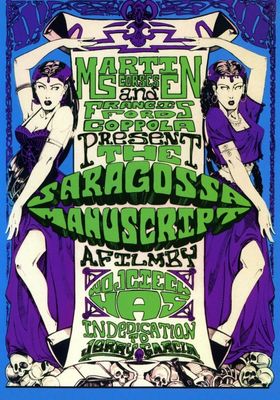 MARTIN
SCORSESE
and
FRANCIS
FORD
COPPOLA
PRESENT
THE
SARAGOSSA
MANUSCRIPT
A FILM BY
WOJCIECH
HAS
IN DEDICATION
TO
JERRY GARCIA